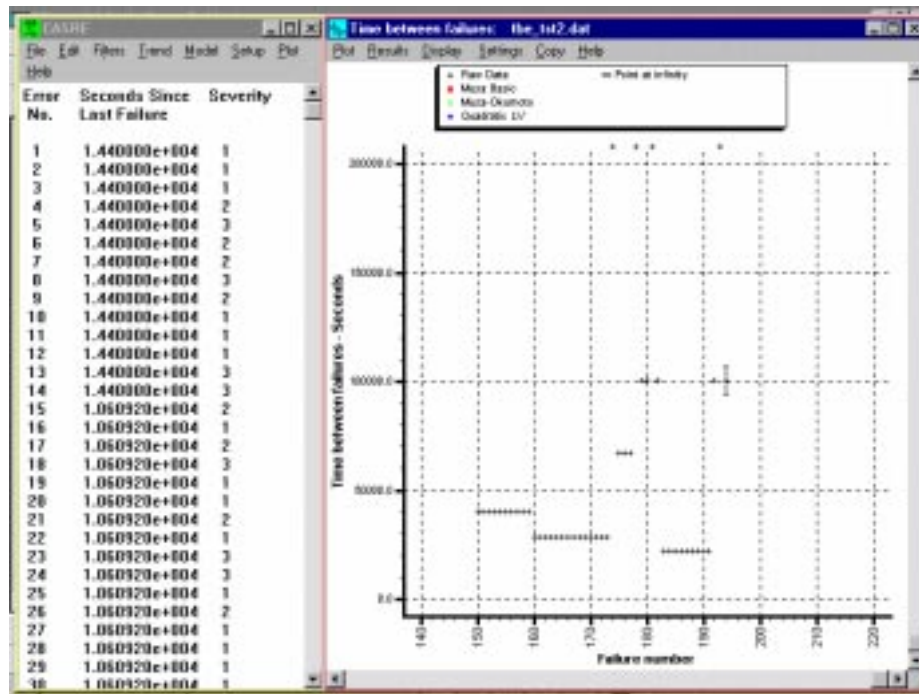 CASRE
File Edit Filters Trend Model Setup Plot
Help
Error Seconds Since Severity
No. Last Failure
1 1.440000e+004 1
2 1.440000e+004 1
3 1.440000e+004 1
4 1.440000e+004 2
5 1.440000e+004 3
6 1.440000e+004 2
7 1.440000e+004 2
8 1.440000e+004 3
9 1.440000e+004 2
10 1.440000e+004 1
11 1.440000e+004 1
12 1.440000e+004 1
13 1.440000e+004 3
14 1.440000e+004 3
15 1.060920e+004 2
16 1.060920e+004 1
17 1.060920e+004 2
18 1.060920e+004 3
19 1.060920e+004 1
20 1.060920e+004 1
21 1.060920e+004 2
22 1.060920e+004 1
23 1.060920e+004 3
24 1.060920e+004 3
25 1.060920e+004 1
26 1.060920e+004 2
27 1.060920e+004 1
28 1.060920e+004 1
29 1.060920e+004 1
30 1.060920e+004 1
Time between failures: tbe_tst2.dat
Plot Results Display Settings Copy Help
Raw Data
Point at infinity
Musa Basic
Musa-Okumoto
Quadratic LV
Time between failures - Seconds
200000.0
150000.0
100000.0
50000.0
0.0
140 150 160 170 180 190 200 210 220
Failure number